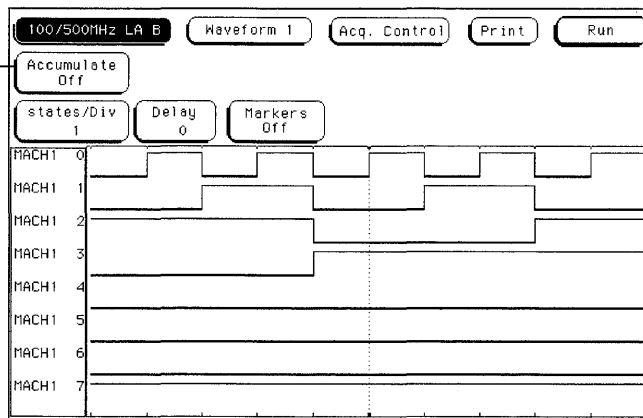 100/500MHz LA B Waveform 1 Acq. Control Print Run
Accumulate
Off
states/Div Delay Markers
1 0 Off
MACH1 0
MACH1 1
MACH1 2
MACH1 3
MACH1 4
MACH1 5
MACH1 6
MACH1 7